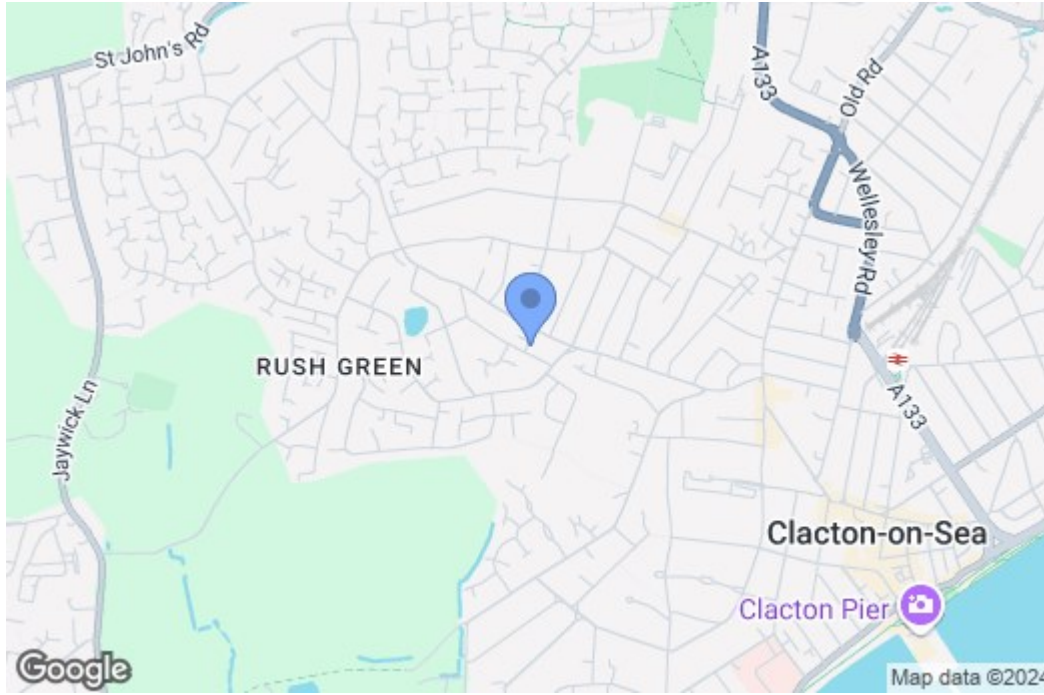 St John's Rd
A133
Old Rd
Wellesley Rd
RUSH GREEN
Jaywick Ln
A133
Clacton-on-Sea
Clacton Pier
Google
Map data ©2024